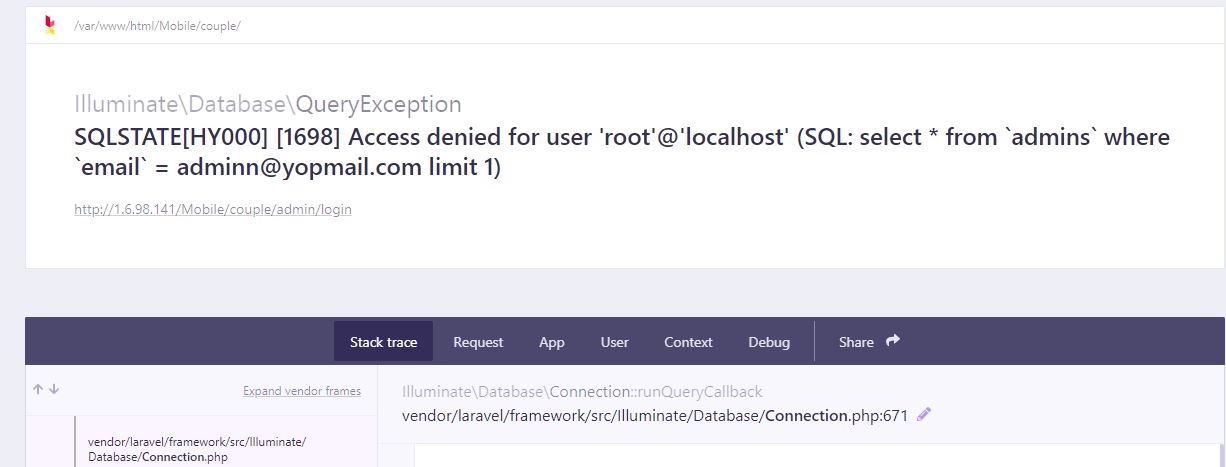 /var/www/html/Mobile/couple/
Illuminate\Database\QueryException
SQLSTATE[HY000] [1698] Access denied for user 'root'@'localhost' (SQL: select * from `admins` where
`email` = adminn@yopmail.com limit 1)
http://1.6.98.141/Mobile/couple/admin/login
Stack trace Request App User Context Debug Share
Expand vendor frames
Illuminate\Database\Connection::runQueryCallback
vendor/laravel/framework/src/Illuminate/Database/Connection.php:671
vendor/laravel/framework/src/Illuminate/
Database/Connection.php